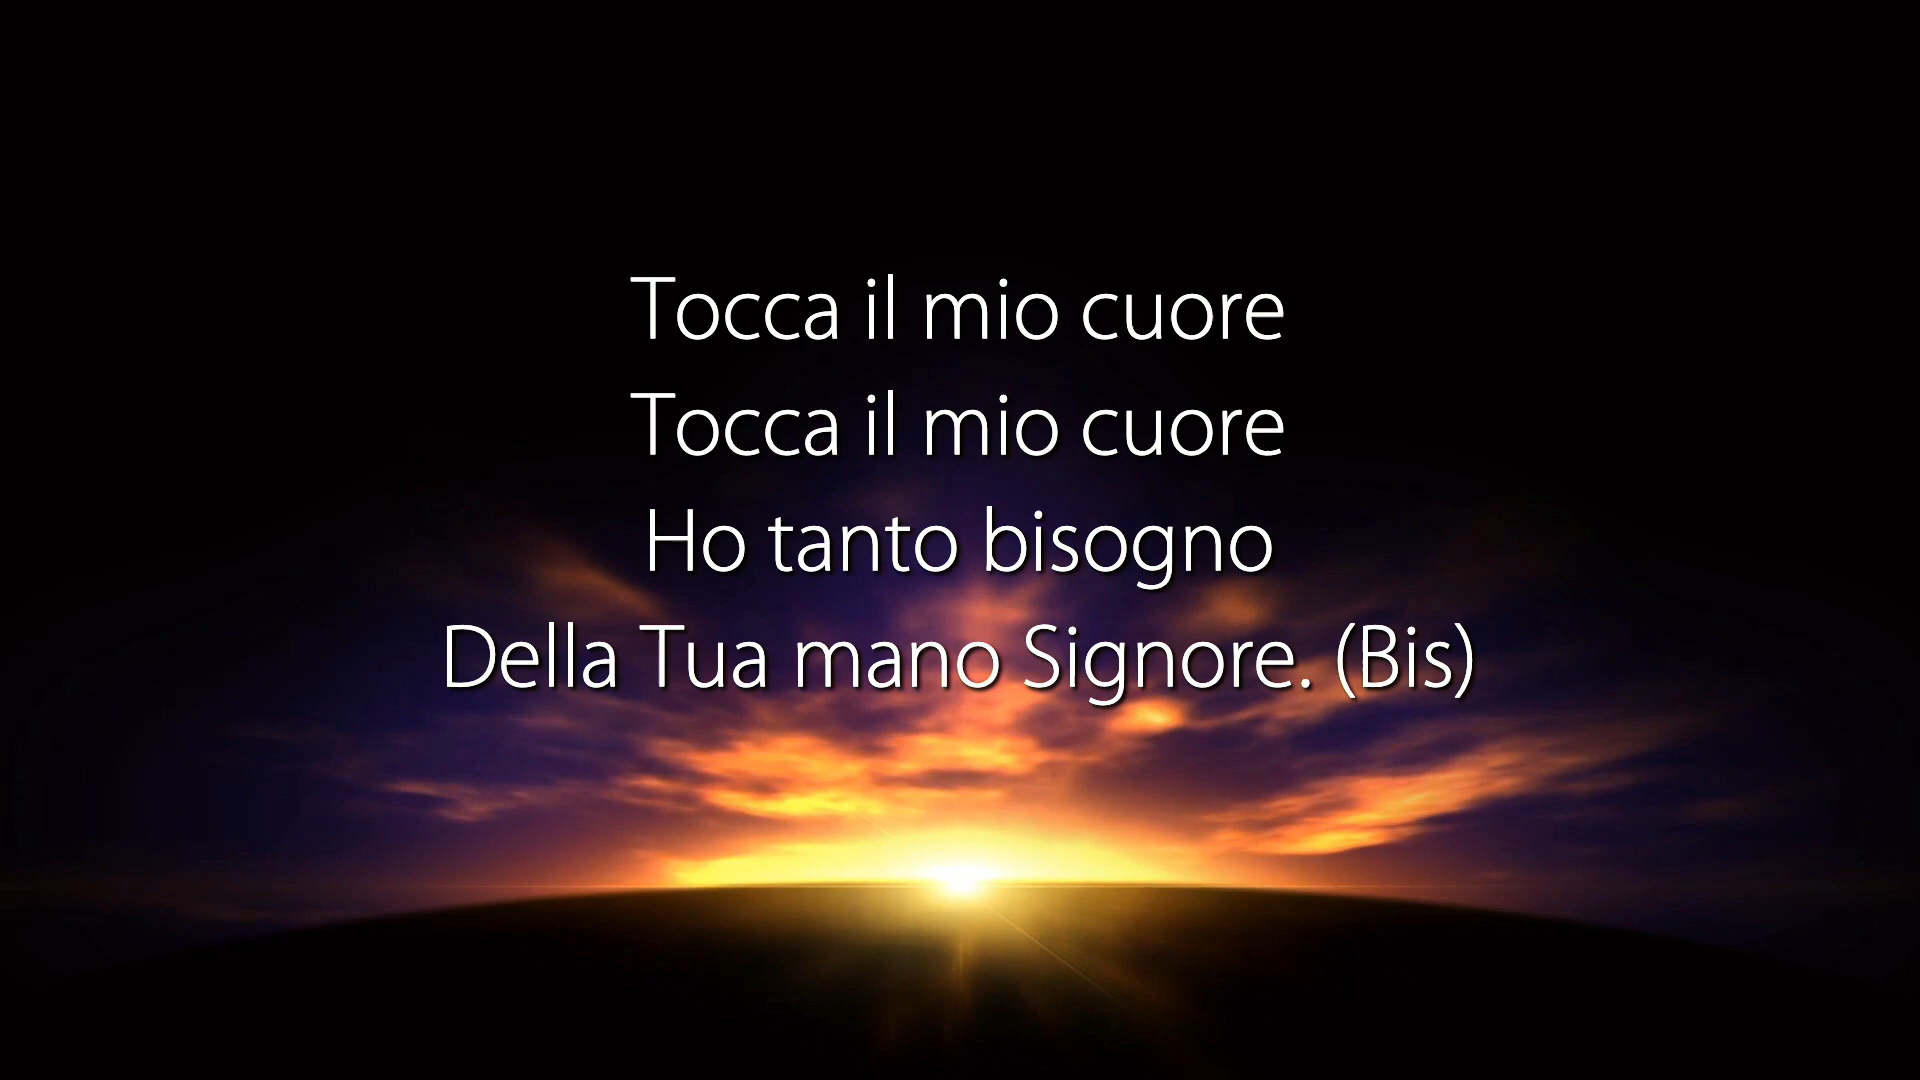 Tocca il mio cuore
Tocca il mio cuore
Ho tanto bisogno
Della Tua mano Signore. (Bis)